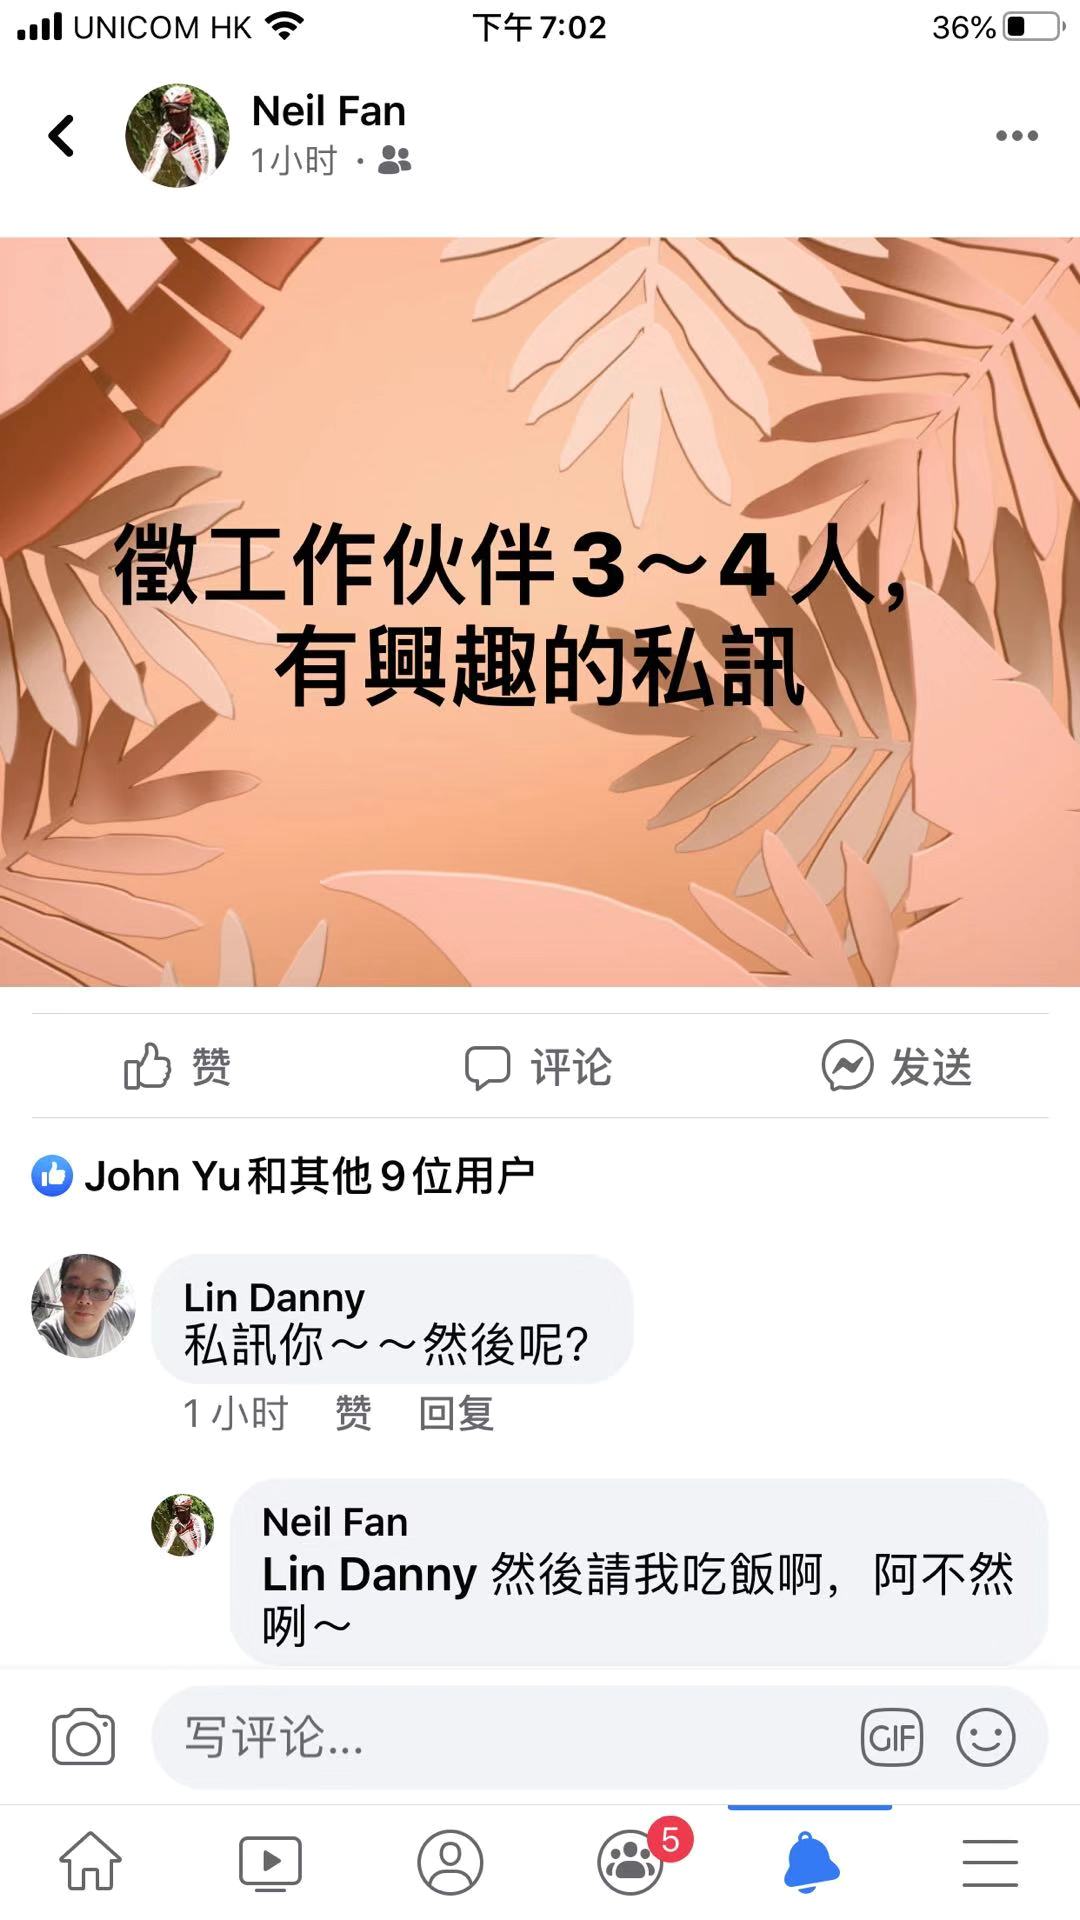 UNICOM HK
下午7:02
36%
Neil Fan
1小时
徵工作伙伴3～4人,
有興趣的私訊
赞
评论
发送
John Yu和其他9位用户
Lin Danny
私訊你～～然後呢?
1小时 赞 回复
Neil Fan
Lin Danny 然後請我吃飯啊，阿不然
咧～
写评论...
GIF
5